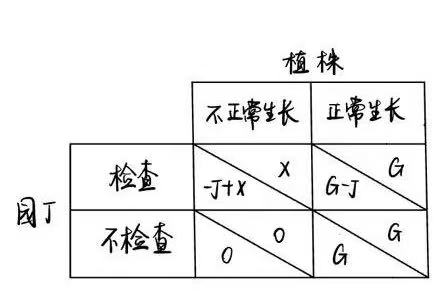 植株
不正常生长 正常生长
园丁 检查 -J+X X G-J G
不检查 0 0 G G